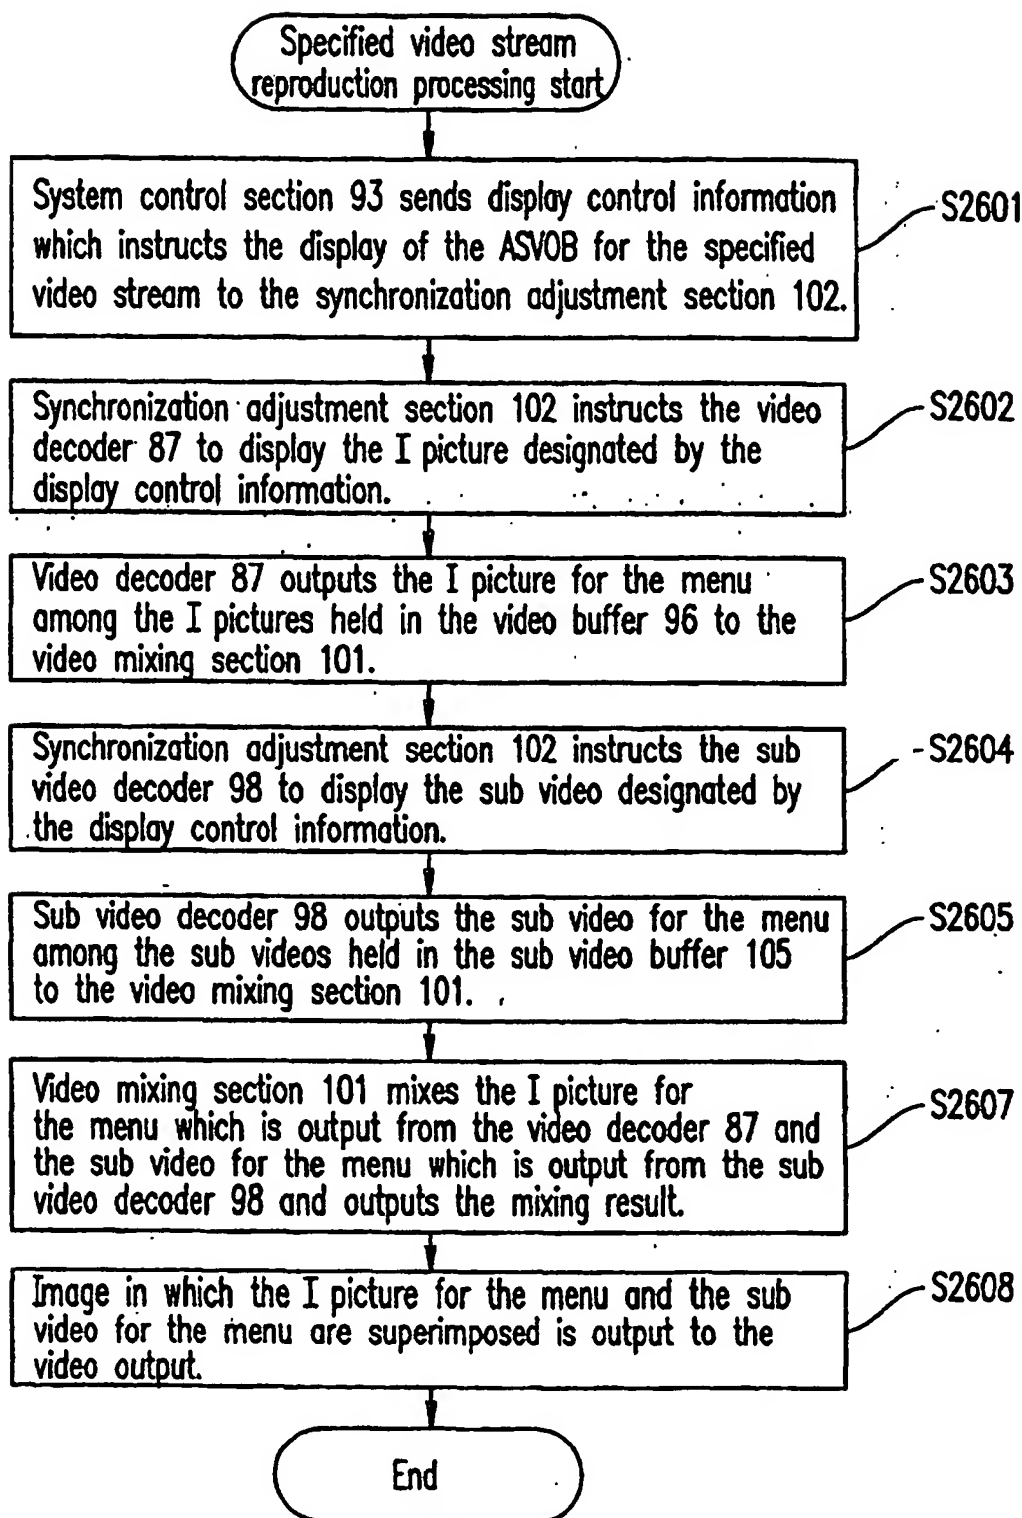 Specified video stream
reproduction processing start
System control section 93 sends display control information
which instructs the display of the ASVOB for the specified
video stream to the synchronization adjustment section 102.
S2601
Synchronization adjustment section 102 instructs the video
decoder 87 to display the I picture designated by the
display control information.
S2602
Video decoder 87 outputs the I picture for the menu
among the I pictures held in the video buffer 96 to the
video mixing section 101.
S2603
Synchronization adjustment section 102 instructs the sub
video decoder 98 to display the sub video designated by
the display control information.
S2604
Sub video decoder 98 outputs the sub video for the menu
among the sub videos held in the sub video buffer 105
to the video mixing section 101.
S2605
Video mixing section 101 mixes the I picture for
the menu which is output from the video decoder 87 and
the sub video for the menu which is output from the sub
video decoder 98 and outputs the mixing result.
S2607
Image in which the I picture for the menu and the sub
video for the menu are superimposed is output to the
video output.
S2608
End